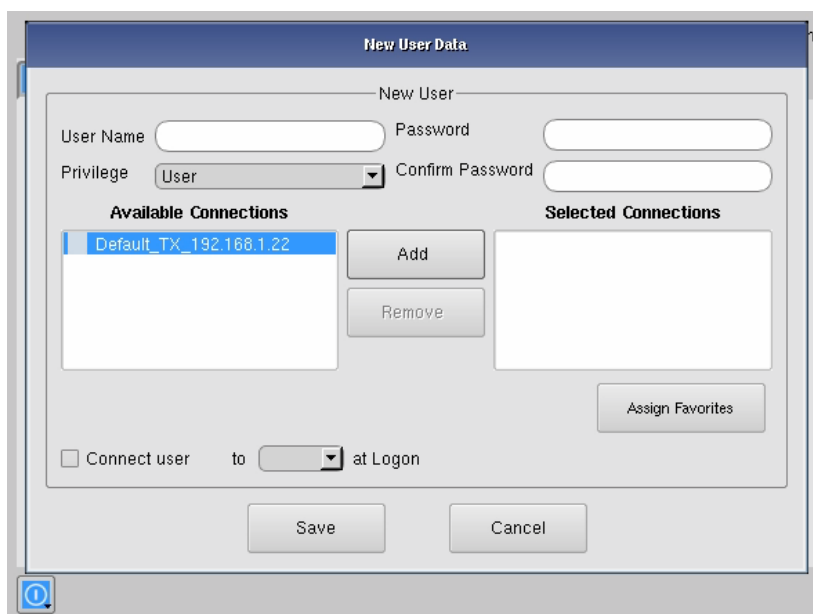 New User Data
New User
User Name
Password
Privilege
User
Confirm Password
Available Connections
Selected Connections
Default_TX_192.168.1.22
Add
Remove
Assign Favorites
Connect user to at Logon
Save
Cancel